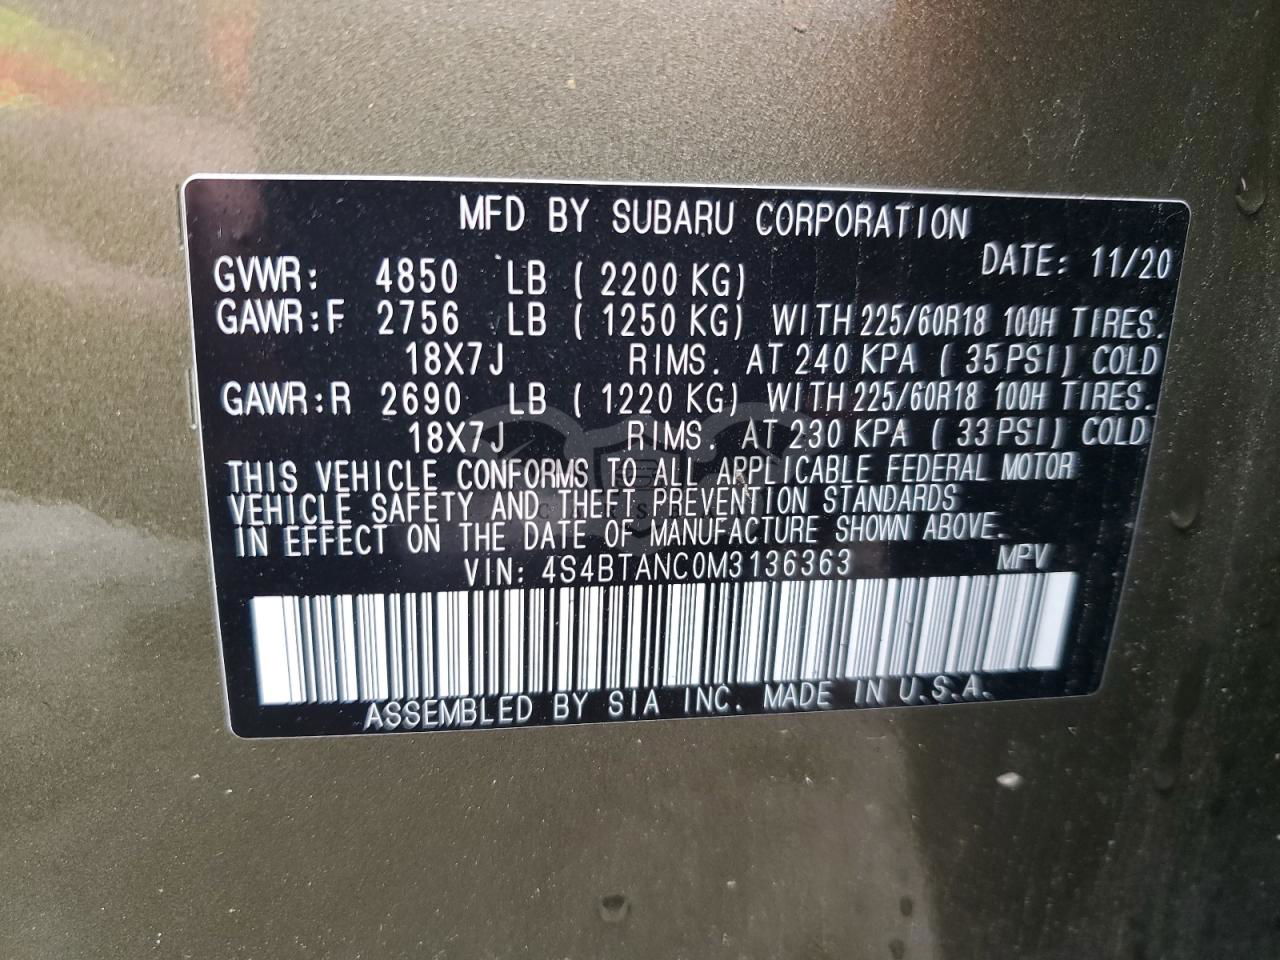 MFD BY SUBARU CORPORATION
DATE: 11/20
GVWR: 4850 LB ( 2200 KG)
GAWR:F 2756 LB ( 1250 KG) WITH 225/60R18 100H TIRES.
18X7J RIMS. AT 240 KPA ( 35 PSI) COLD
GAWR:R 2690 LB ( 1220 KG) WITH 225/60R18 100H TIRES.
18X7J RIMS. AT 230 KPA ( 33 PSI) COLD
THIS VEHICLE CONFORMS TO ALL APPLICABLE FEDERAL MOTOR
VEHICLE SAFETY AND THEFT PREVENTION STANDARDS
IN EFFECT ON THE DATE OF MANUFACTURE SHOWN ABOVE.
VIN: 4S4BTANC0M3136363 MPV
ASSEMBLED BY SIA INC. MADE IN U.S.A.